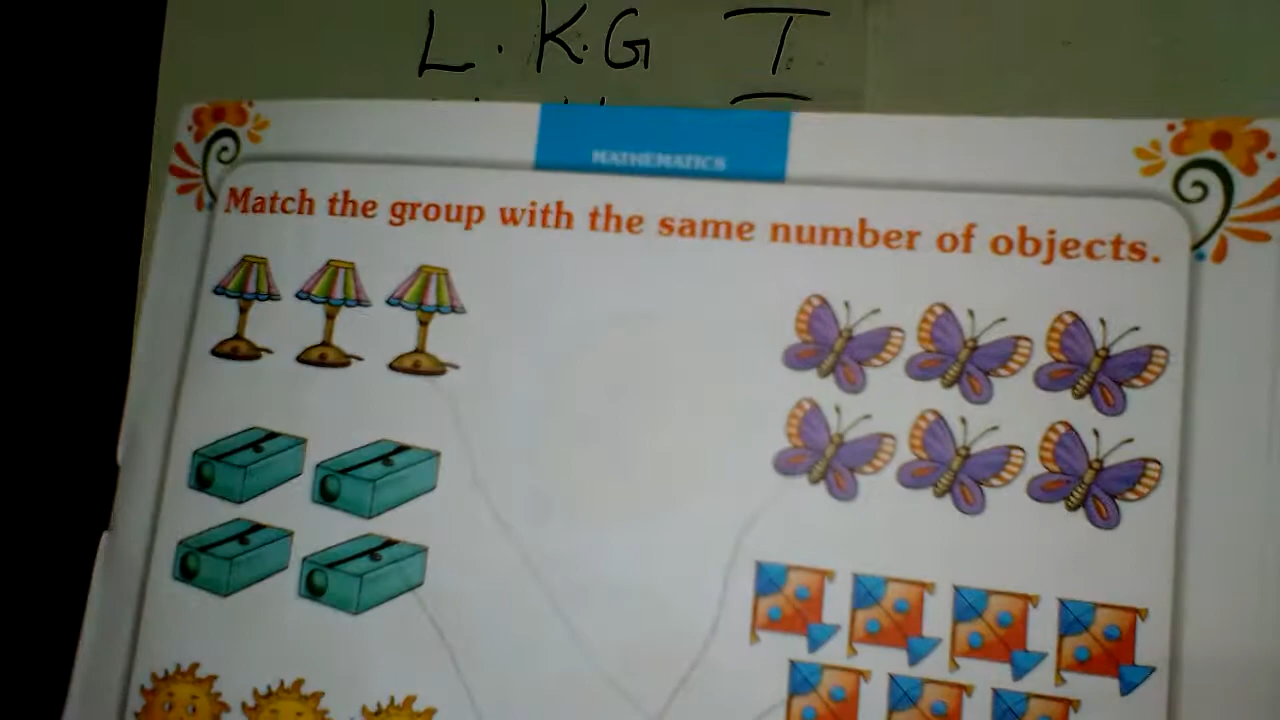 L.K.G I
MATHEMATICS
Match the group with the same number of objects.